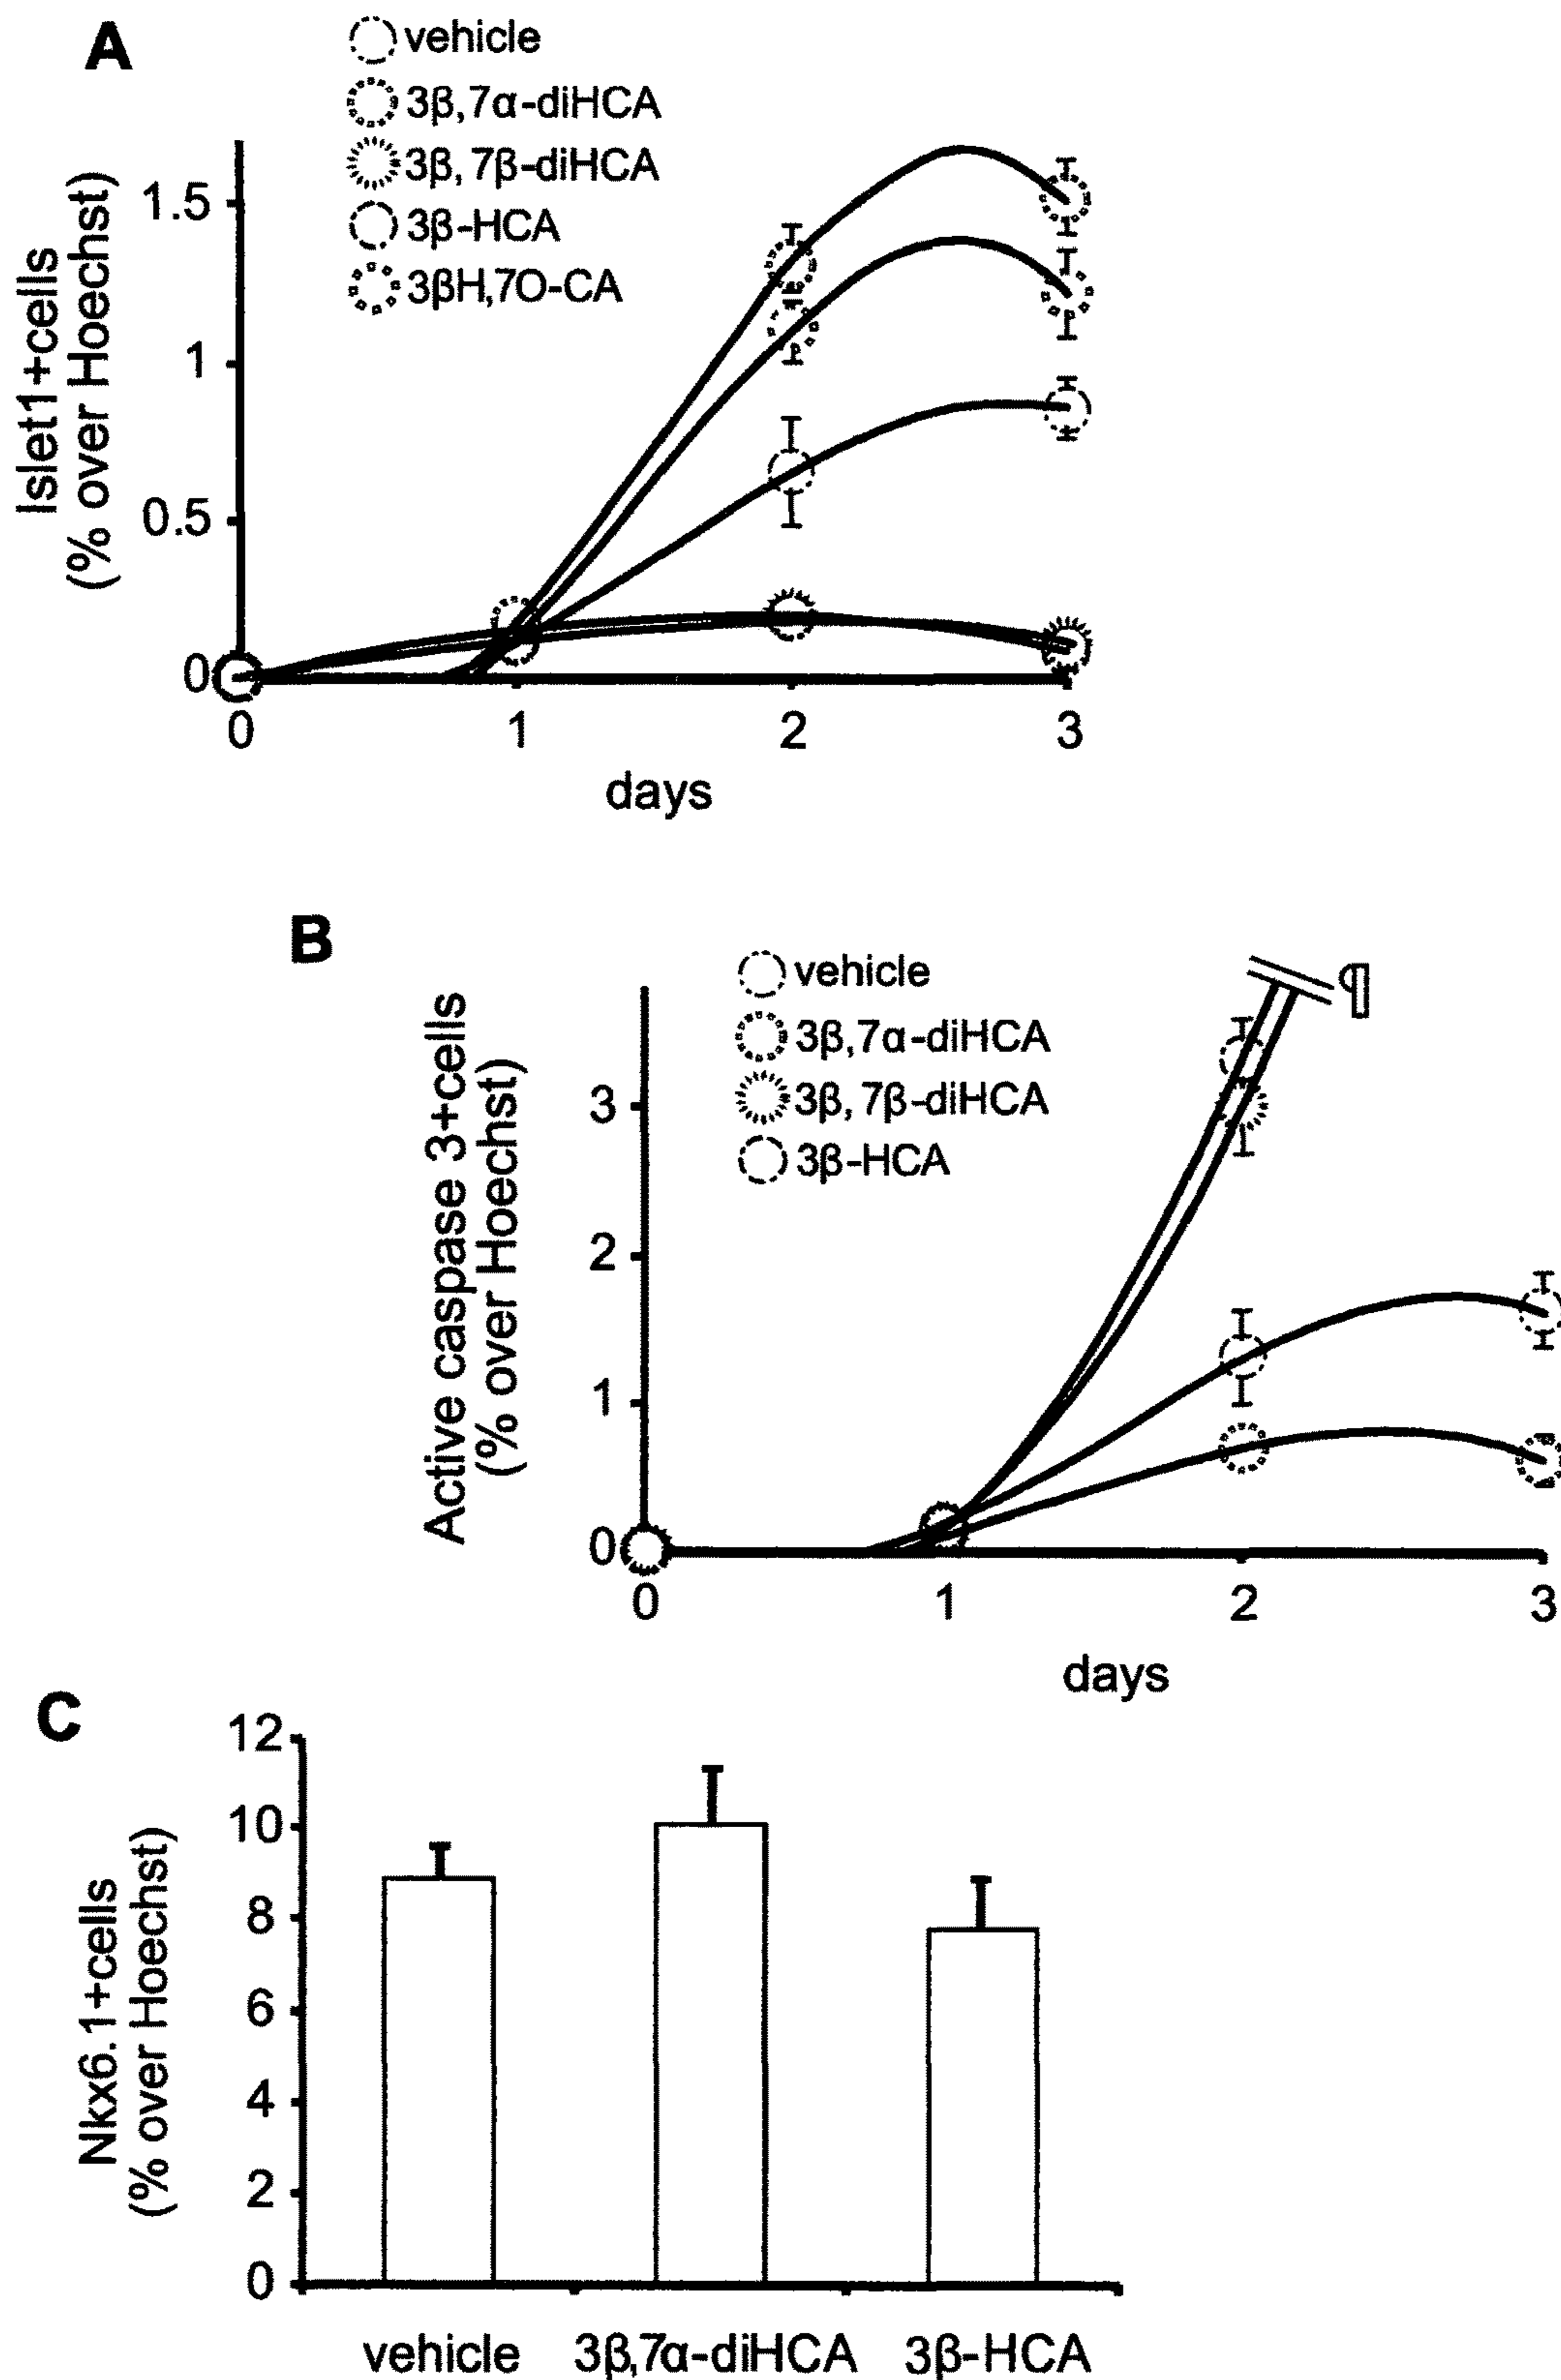 A
vehicle
3β,7α-diHCA
3β,7β-diHCA
3β-HCA
3βH,7O-CA
Islet1+cells
(% over Hoechst)
1.5
1
0.5
0
0 1 2 3
days
B
vehicle
3β,7α-diHCA
3β,7β-diHCA
3β-HCA
Active caspase 3+cells
(% over Hoechst)
3
2
1
0
0 1 2 3
days
C
Nkx6.1+cells
(% over Hoechst)
12
10
8
6
4
2
0
vehicle 3β,7α-diHCA 3β-HCA